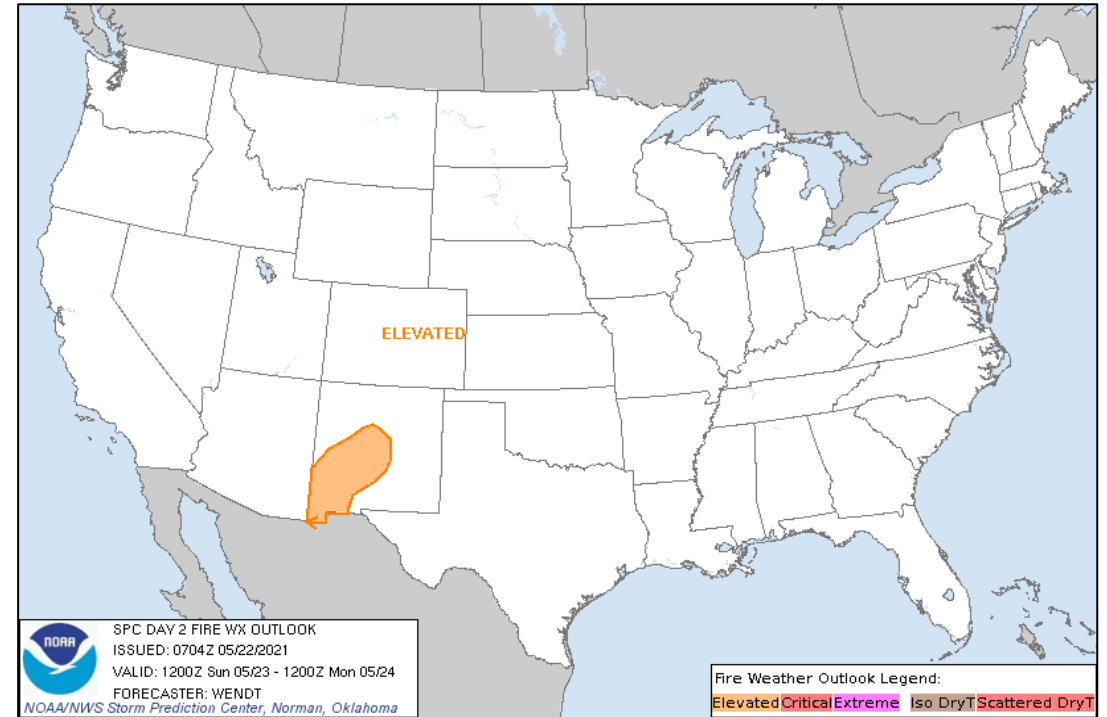 ELEVATED
NOAA
SPC DAY 2 FIRE WX OUTLOOK
ISSUED: 0704Z 05/22/2021
VALID: 1200Z Sun 05/23 - 1200Z Mon 05/24
FORECASTER: WENDT
NOAA/NWS Storm Prediction Center, Norman, Oklahoma
Fire Weather Outlook Legend:
Elevated Critical Extreme Iso DryT Scattered DryT